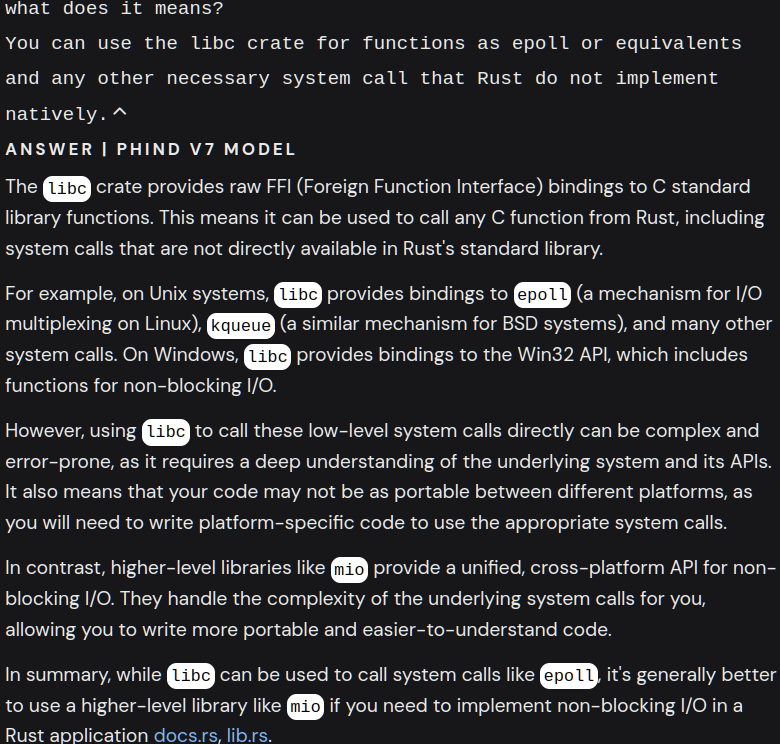 what does it means?
You can use the libc crate for functions as epoll or equivalents
and any other necessary system call that Rust do not implement
natively.^
ANSWER | PHIND V7 MODEL
The libc crate provides raw FFI (Foreign Function Interface) bindings to C standard
library functions. This means it can be used to call any C function from Rust, including
system calls that are not directly available in Rust's standard library.
For example, on Unix systems, libc provides bindings to epoll (a mechanism for I/O
multiplexing on Linux), kqueue (a similar mechanism for BSD systems), and many other
system calls. On Windows, libc provides bindings to the Win32 API, which includes
functions for non-blocking I/O.
However, using libc to call these low-level system calls directly can be complex and
error-prone, as it requires a deep understanding of the underlying system and its APIs.
It also means that your code may not be as portable between different platforms, as
you will need to write platform-specific code to use the appropriate system calls.
In contrast, higher-level libraries like mio provide a unified, cross-platform API for non-
blocking I/O. They handle the complexity of the underlying system calls for you,
allowing you to write more portable and easier-to-understand code.
In summary, while libc can be used to call system calls like epoll, it's generally better
to use a higher-level library like mio if you need to implement non-blocking I/O in a
Rust application docs.rs, lib.rs.